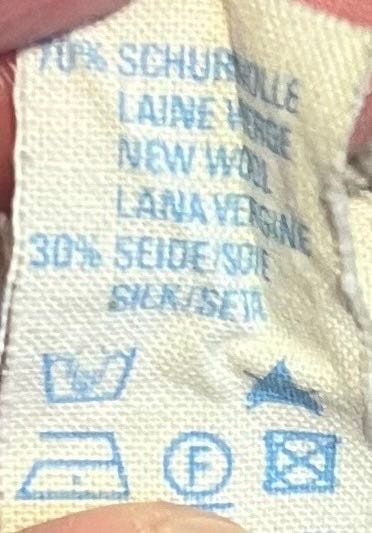 70% SCHURWOLLE
LAINE VIERGE
NEW WOOL
LANA VERGINE
30% SEIDE/SOIE
SILK/SETA
F